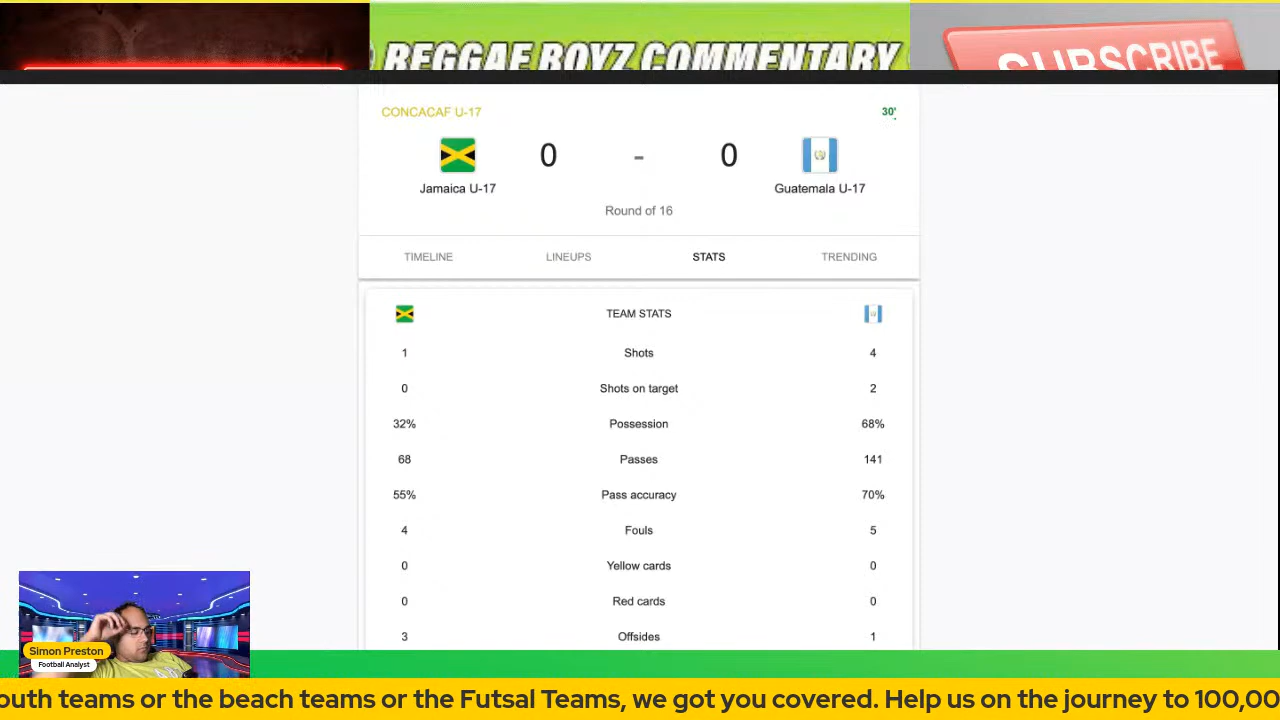 REGGAE BOYZ COMMENTARY
SUBSCRIBE
CONCACAF U-17
30'
0 - 0
Jamaica U-17
Guatemala U-17
Round of 16
TIMELINE
LINEUPS
STATS
TRENDING
TEAM STATS
1 Shots 4
0 Shots on target 2
32% Possession 68%
68 Passes 141
55% Pass accuracy 70%
4 Fouls 5
0 Yellow cards 0
0 Red cards 0
3 Offsides 1
Simon Preston
Football Analyst
outh teams or the beach teams or the Futsal Teams, we got you covered. Help us on the journey to 100,00